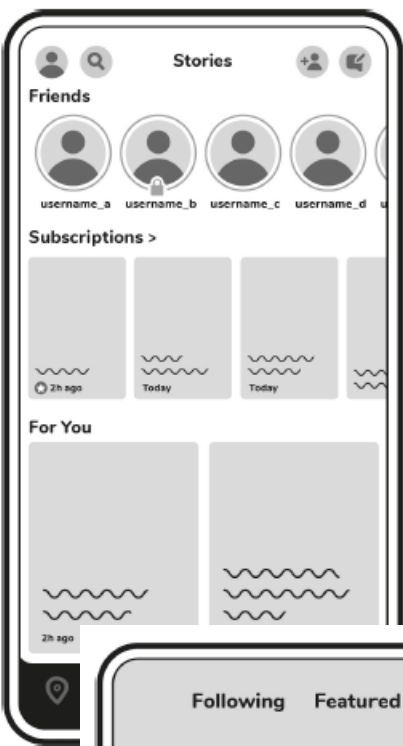 Stories
Friends
username_a username_b username_c username_d
Subscriptions >
2h ago Today Today
For You
2h ago
Following Featured